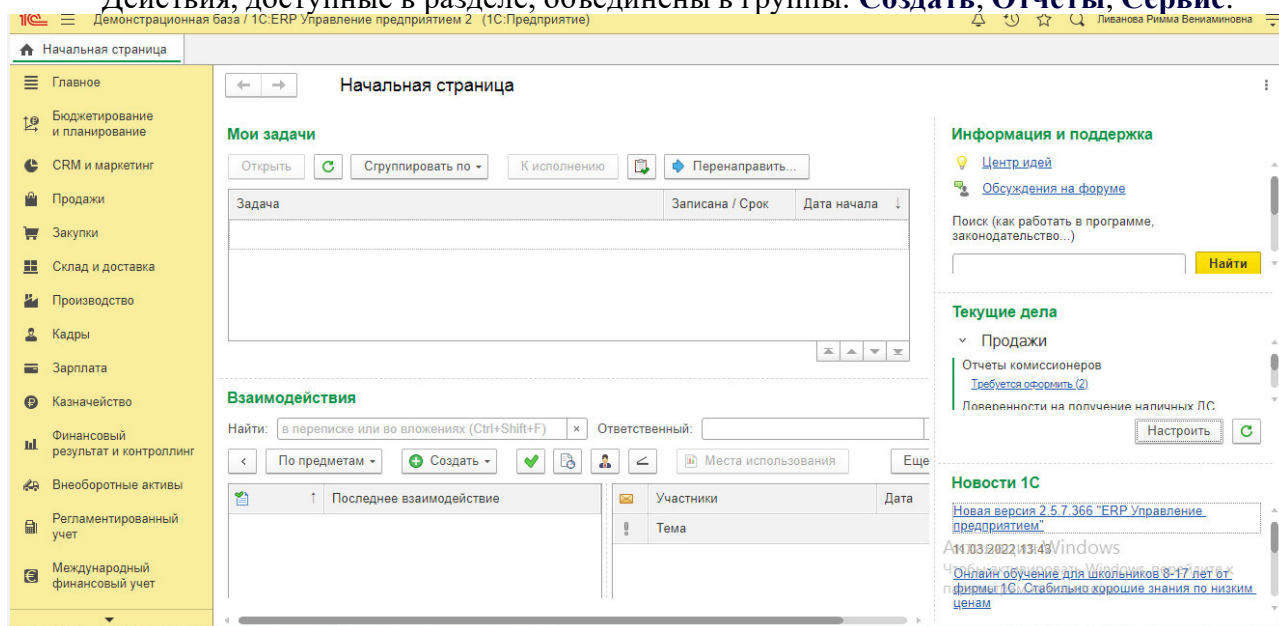 Действия, доступные в разделе, объединены в группы: Создать, Отчеты, Сервис.
1С Демонстрационная база / 1С:ERP Управление предприятием 2 (1С:Предприятие) Ливанова Римма Вениаминовна
Начальная страница
Главное
Бюджетирование
и планирование
CRM и маркетинг
Продажи
Закупки
Склад и доставка
Производство
Кадры
Зарплата
Казначейство
Финансовый
результат и контроллинг
Внеоборотные активы
Регламентированный
учет
Международный
финансовый учет
Начальная страница
Мои задачи
Открыть Сгруппировать по К исполнению Перенаправить...
Задача Записана / Срок Дата начала ↓
Взаимодействия
Найти: в переписке или во вложениях (Ctrl+Shift+F) × Ответственный:
По предметам Создать Места использования Еще
↑ Последнее взаимодействие Участники Дата
Тема
Информация и поддержка
Центр идей
Обсуждения на форуме
Поиск (как работать в программе,
законодательство...)
Найти
Текущие дела
Продажи
Отчеты комиссионеров
Требуется оформить (2)
Доверенности на получение наличных ДС
Настроить
Новости 1С
Новая версия 2.5.7.366 "ERP Управление
предприятием"
11.03.2022 13:43
Онлайн обучение для школьников 8-17 лет от
фирмы 1С. Стабильно хорошие знания по низким
ценам